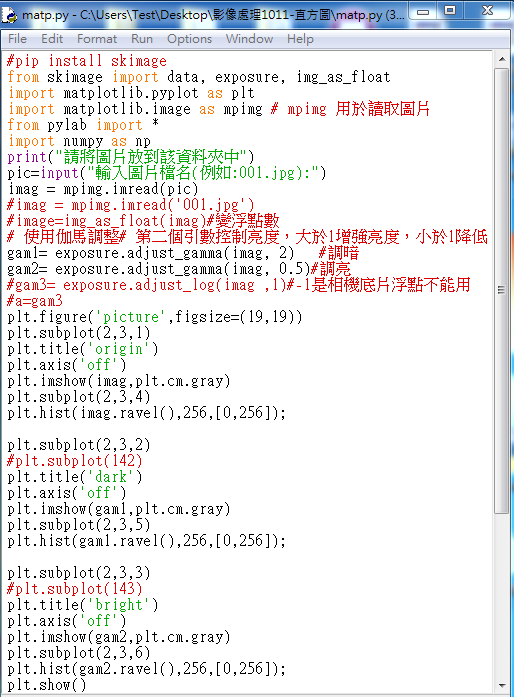 matp.py - C:\Users\Test\Desktop\影像處理1011-直方圖\matp.py (3...
File Edit Format Run Options Window Help
#pip install skimage
from skimage import data, exposure, img_as_float
import matplotlib.pyplot as plt
import matplotlib.image as mpimg # mpimg 用於讀取圖片
from pylab import *
import numpy as np
print("請將圖片放到該資料夾中")
pic=input("輸入圖片檔名(例如:001.jpg):")
imag = mpimg.imread(pic)
#imag = mpimg.imread('001.jpg')
#image=img_as_float(imag)#變浮點數
# 使用伽馬調整# 第二個引數控制亮度，大於1增強亮度，小於1降低
gam1= exposure.adjust_gamma(imag, 2)   #調暗
gam2= exposure.adjust_gamma(imag, 0.5)#調亮
#gam3= exposure.adjust_log(imag ,1)#-1是相機底片浮點不能用
#a=gam3
plt.figure('picture',figsize=(19,19))
plt.subplot(2,3,1)
plt.title('origin')
plt.axis('off')
plt.imshow(imag,plt.cm.gray)
plt.subplot(2,3,4)
plt.hist(imag.ravel(),256,[0,256]);
plt.subplot(2,3,2)
#plt.subplot(142)
plt.title('dark')
plt.axis('off')
plt.imshow(gam1,plt.cm.gray)
plt.subplot(2,3,5)
plt.hist(gam1.ravel(),256,[0,256]);
plt.subplot(2,3,3)
#plt.subplot(143)
plt.title('bright')
plt.axis('off')
plt.imshow(gam2,plt.cm.gray)
plt.subplot(2,3,6)
plt.hist(gam2.ravel(),256,[0,256]);
plt.show()